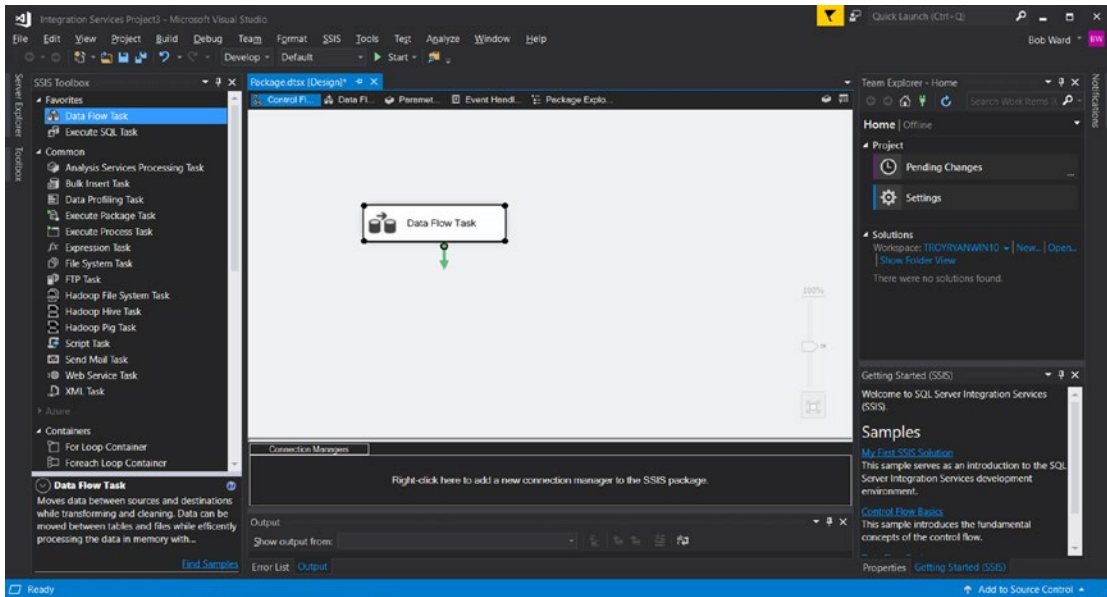 Integration Services Project3 - Microsoft Visual Studio
Quick Launch (Ctrl+Q)
File Edit View Project Build Debug Team Format SSIS Tools Test Analyze Window Help
Bob Ward
BW
Develop Default Start
Server Explorer
Toolbox
SSIS Toolbox
Favorites
Data Flow Task
Execute SQL Task
Common
Analysis Services Processing Task
Bulk Insert Task
Data Profiling Task
Execute Package Task
Execute Process Task
Expression Task
File System Task
FTP Task
Hadoop File System Task
Hadoop Hive Task
Hadoop Pig Task
Script Task
Send Mail Task
Web Service Task
XML Task
Azure
Containers
For Loop Container
Foreach Loop Container
Data Flow Task
Moves data between sources and destinations
while transforming and cleaning. Data can be
moved between tables and files while efficently
processing the data in memory with...
Find Samples
Package.dtsx [Design]*
Control Fl... Data Fl... Paramet... Event Handl... Package Explo...
Data Flow Task
100%
Connection Managers
Right-click here to add a new connection manager to the SSIS package.
Output
Show output from:
Error List Output
Team Explorer - Home
Search Work Items
Home | Offline
Project
Pending Changes
Settings
Solutions
Workspace: TROYRYANWIN10 | New... | Open...
| Show Folder View
There were no solutions found.
Notifications
Getting Started (SSIS)
Welcome to SQL Server Integration Services
(SSIS).
Samples
My First SSIS Solution
This sample serves as an introduction to the SQL
Server Integration Services development
environment.
Control Flow Basics
This sample introduces the fundamental
concepts of the control flow.
Properties Getting Started (SSIS)
Ready
Add to Source Control